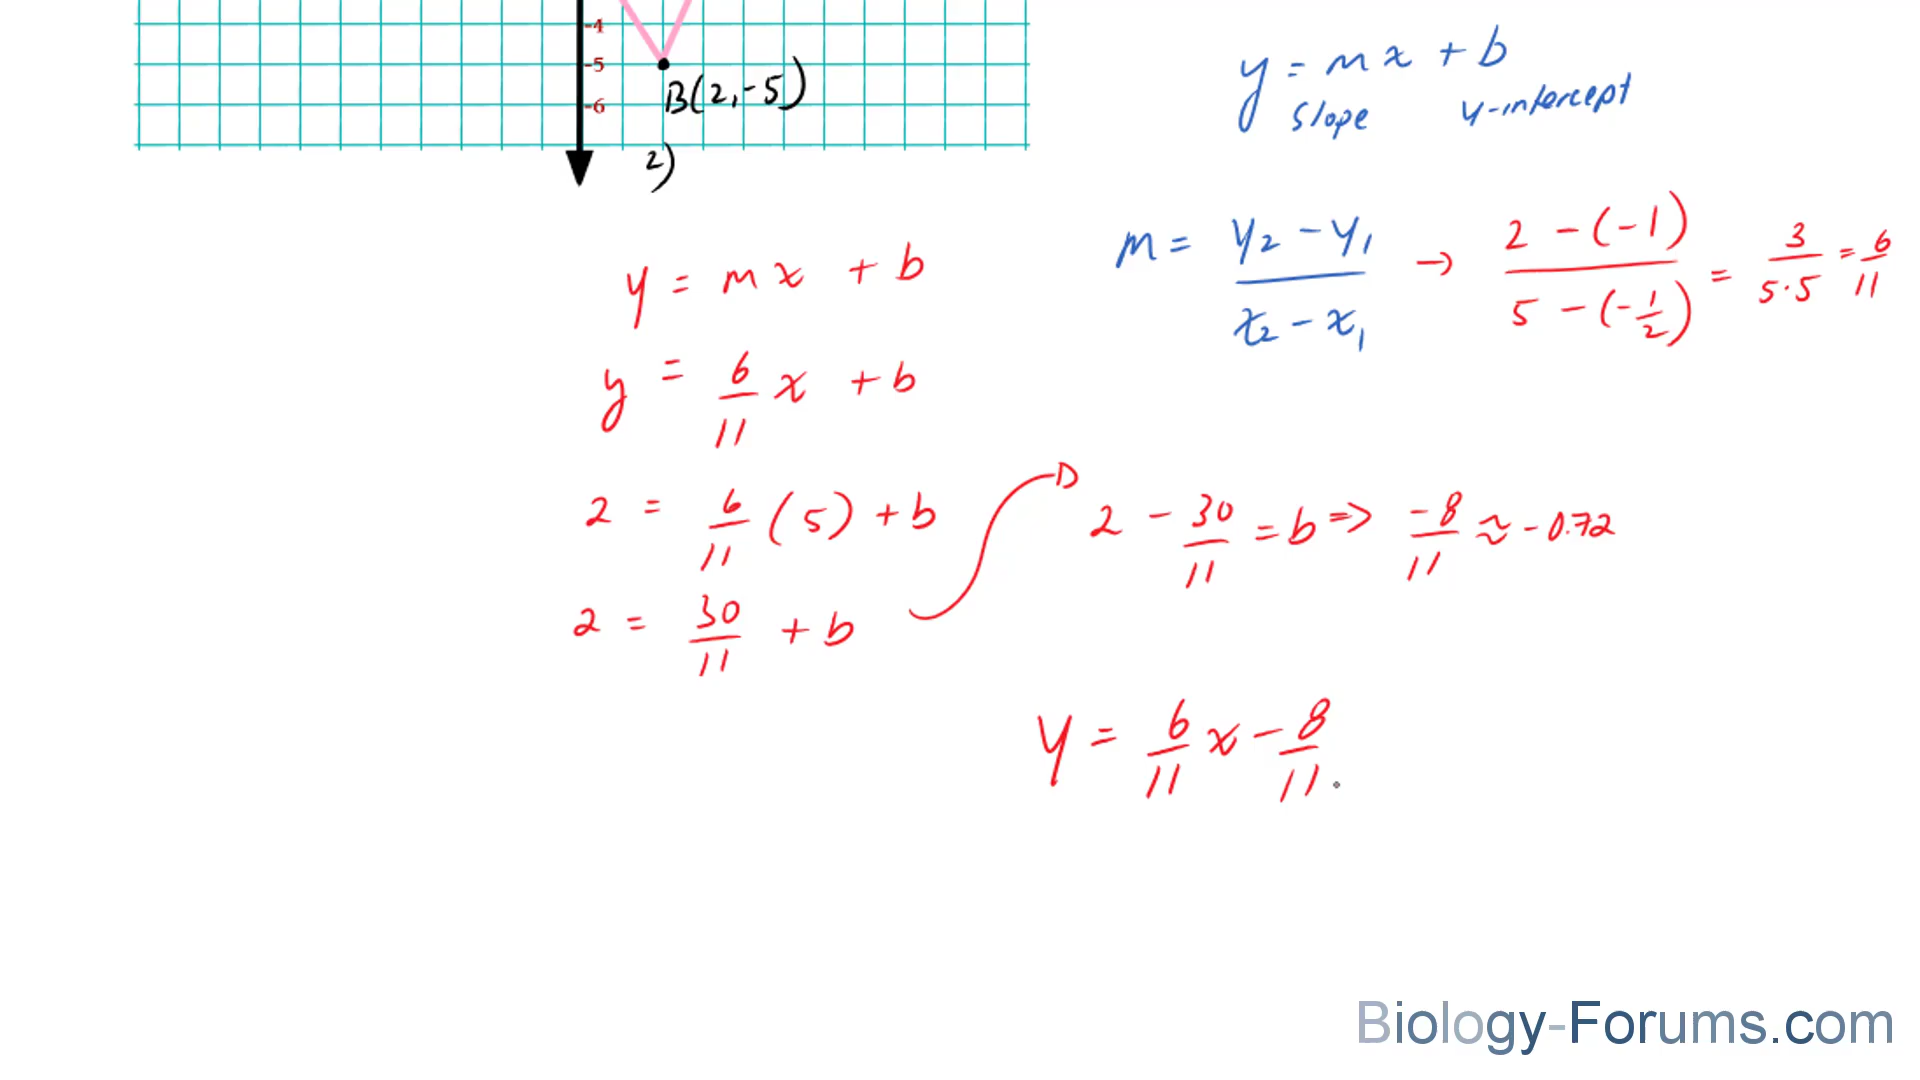 -4
-5
B(2,-5)
-6
2)
y = mx + b
slope y-intercept
m = y₂ - y₁ / x₂ - x₁ → 2 - (-1) / 5 - (-1/2) = 3 / 5.5 = 6/11
y = mx + b
y = 6/11 x + b
2 = 6/11 (5) + b
2 = 30/11 + b
2 - 30/11 = b => -8/11 ≈ -0.72
y = 6/11 x - 8/11
Biology-Forums.com